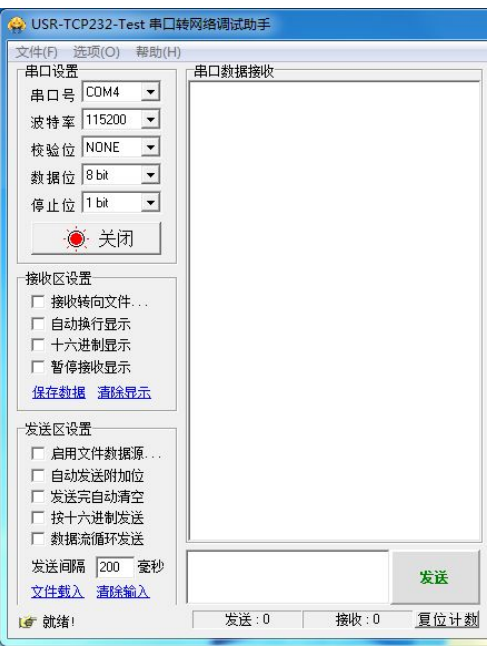 USR-TCP232-Test 串口转网络调试助手
文件(F) 选项(O) 帮助(H)
串口设置
串口号 COM4
波特率 115200
校验位 NONE
数据位 8 bit
停止位 1 bit
关闭
接收区设置
接收转向文件...
自动换行显示
十六进制显示
暂停接收显示
保存数据 清除显示
发送区设置
启用文件数据源...
自动发送附加位
发送完自动清空
按十六进制发送
数据流循环发送
发送间隔 200 毫秒
文件载入 清除输入
串口数据接收
发送
就绪!
发送:0
接收:0
复位计数